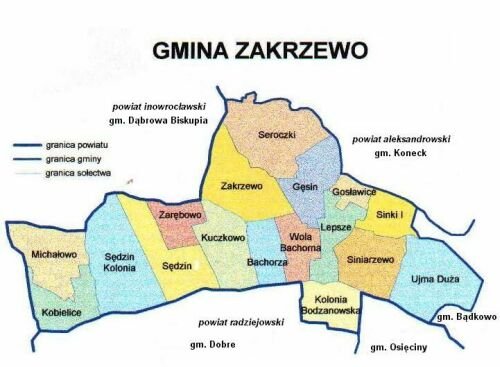 GMINA ZAKRZEWO
powiat inowrocławski
gm. Dąbrowa Biskupia
powiat aleksandrowski
gm. Koneck
granica powiatu
granica gminy
granica sołectwa
Seroczki
Zakrzewo
Gęsin
Gosławice
Zarębowo
Sinki I
Lepsze
Kuczkowo
Wola
Bachorna
Michałowo
Sędzin
Kolonia
Sędzin
Bachorza
Siniarzewo
Ujma Duża
Kobielice
Kolonia
Bodzanowska
gm. Bądkowo
powiat radziejowski
gm. Dobre
gm. Osięciny